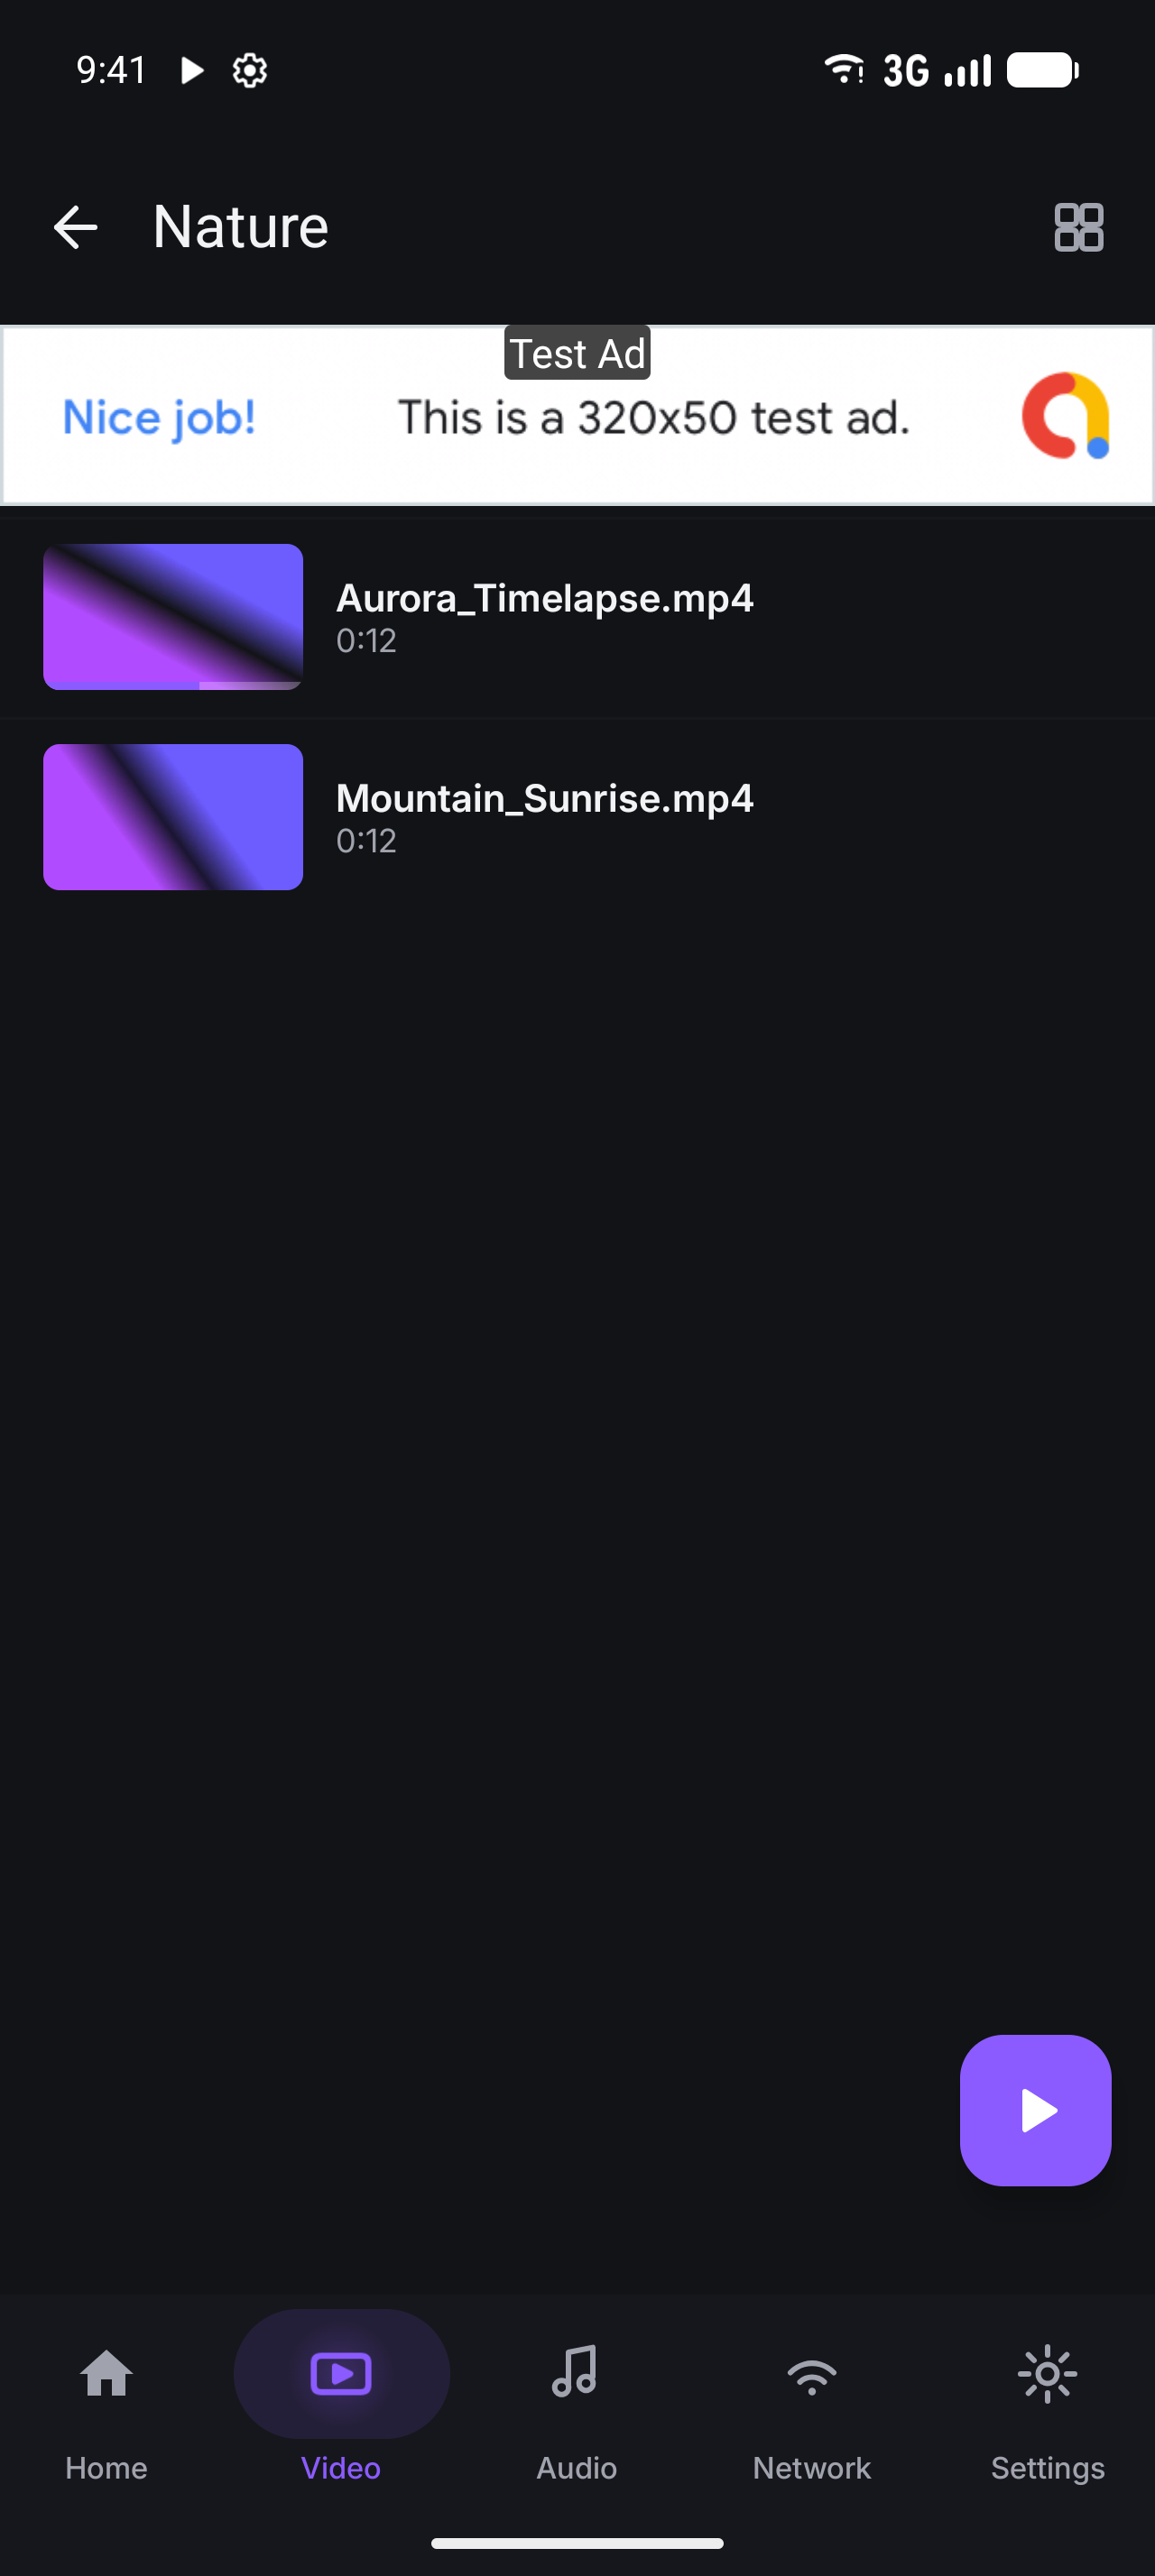 9:41
3G
Nature
Test Ad
Nice job!
This is a 320x50 test ad.
Aurora_Timelapse.mp4
0:12
Mountain_Sunrise.mp4
0:12
Home
Video
Audio
Network
Settings